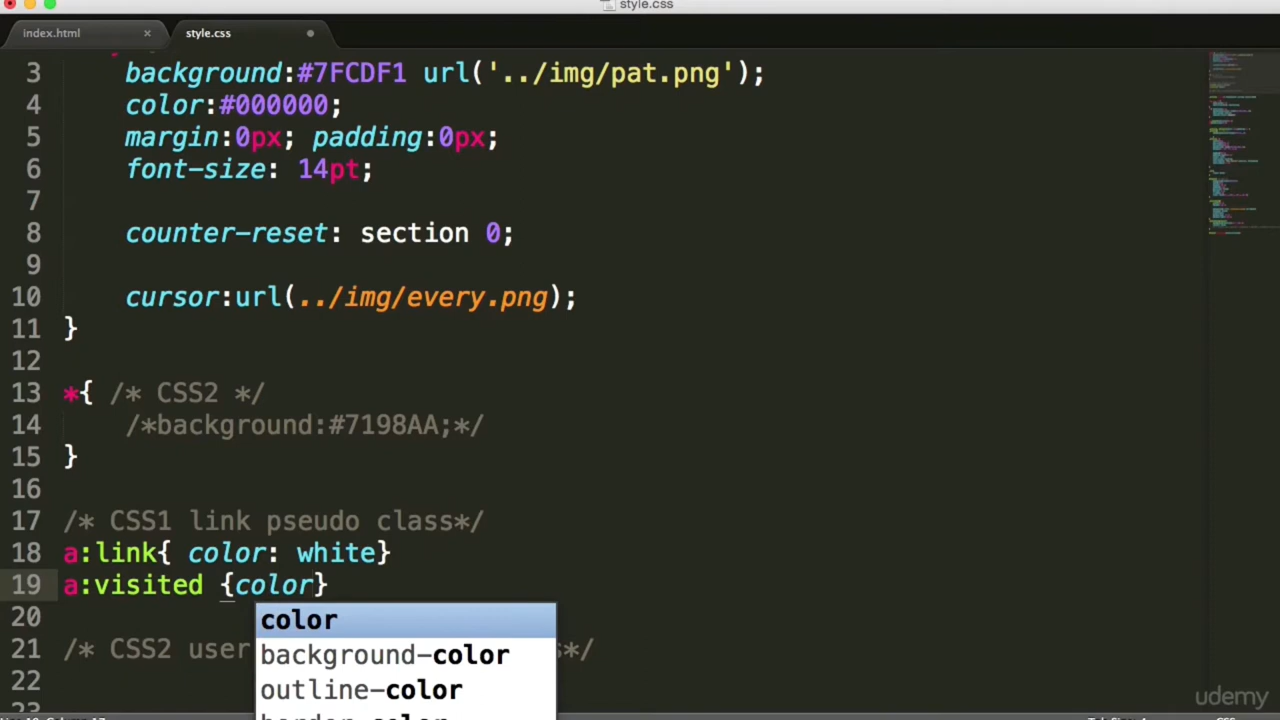 style.css
index.html × style.css
3 background:#7FCDF1 url('../img/pat.png');
4 color:#000000;
5 margin:0px; padding:0px;
6 font-size: 14pt;
7
8 counter-reset: section 0;
9
10 cursor:url(../img/every.png);
11 }
12
13 *{ /* CSS2 */
14 /*background:#7198AA;*/
15 }
16
17 /* CSS1 link pseudo class*/
18 a:link{ color: white}
19 a:visited {color}
20
color
21 /* CSS2 user */
background-color
22
outline-color
udemy